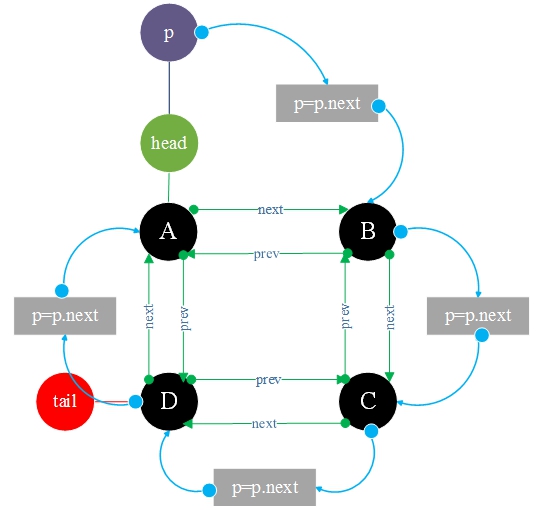 p
p=p.next
head
A
next
B
prev
p=p.next
next
prev
prev
next
p=p.next
tail
D
prev
C
next
p=p.next